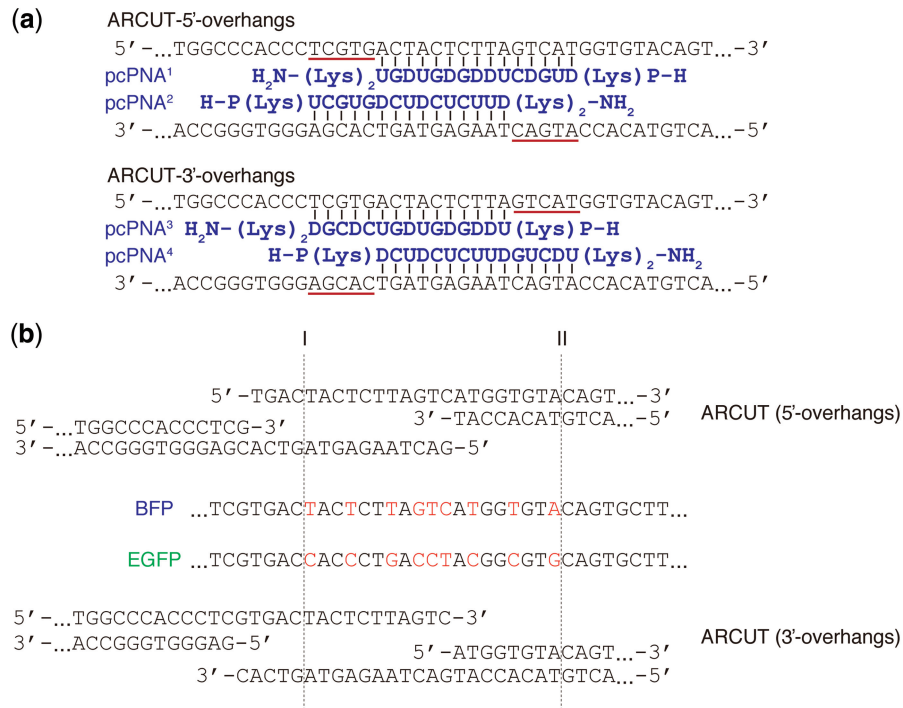 (a)
ARCUT-5′-overhangs
5′-...TGGCCCACCCTCGTGACTACTCTTAGTCATGGTGTACAGT...-3′
pcPNA¹ H₂N-(Lys)₂UGDUGDGDDUCDGUD(Lys)P-H
pcPNA² H-P(Lys)UCGUGDCUDCUCUUD(Lys)₂-NH₂
3′-...ACCGGGTGGGAGCACTGATGAGAATCAGTACCACATGTCA...-5′
ARCUT-3′-overhangs
5′-...TGGCCCACCCTCGTGACTACTCTTAGTCATGGTGTACAGT...-3′
pcPNA³ H₂N-(Lys)₂DGCDCUGDUGDGDDU(Lys)P-H
pcPNA⁴ H-P(Lys)DCUDCUCUUDGUCDU(Lys)₂-NH₂
3′-...ACCGGGTGGGAGCACTGATGAGAATCAGTACCACATGTCA...-5′
(b)
I II
5′-TGACTACTCTTAGTCATGGTGTACAGT...-3′
3′-TACCACATGTCA...-5′
ARCUT (5′-overhangs)
5′-...TGGCCCACCCTCG-3′
3′-...ACCGGGTGGGAGCACTGATGAGAATCAG-5′
BFP ...TCGTGACTACTCTTAGTCATGGTGTACAGTGCTT...
EGFP ...TCGTGACCACCCTGACCTACGGCGTGCAGTGCTT...
5′-...TGGCCCACCCTCGTGACTACTCTTAGTC-3′
3′-...ACCGGGTGGGAG-5′
ARCUT (3′-overhangs)
5′-ATGGTGTACAGT...-3′
3′-CACTGATGAGAATCAGTACCACATGTCA...-5′